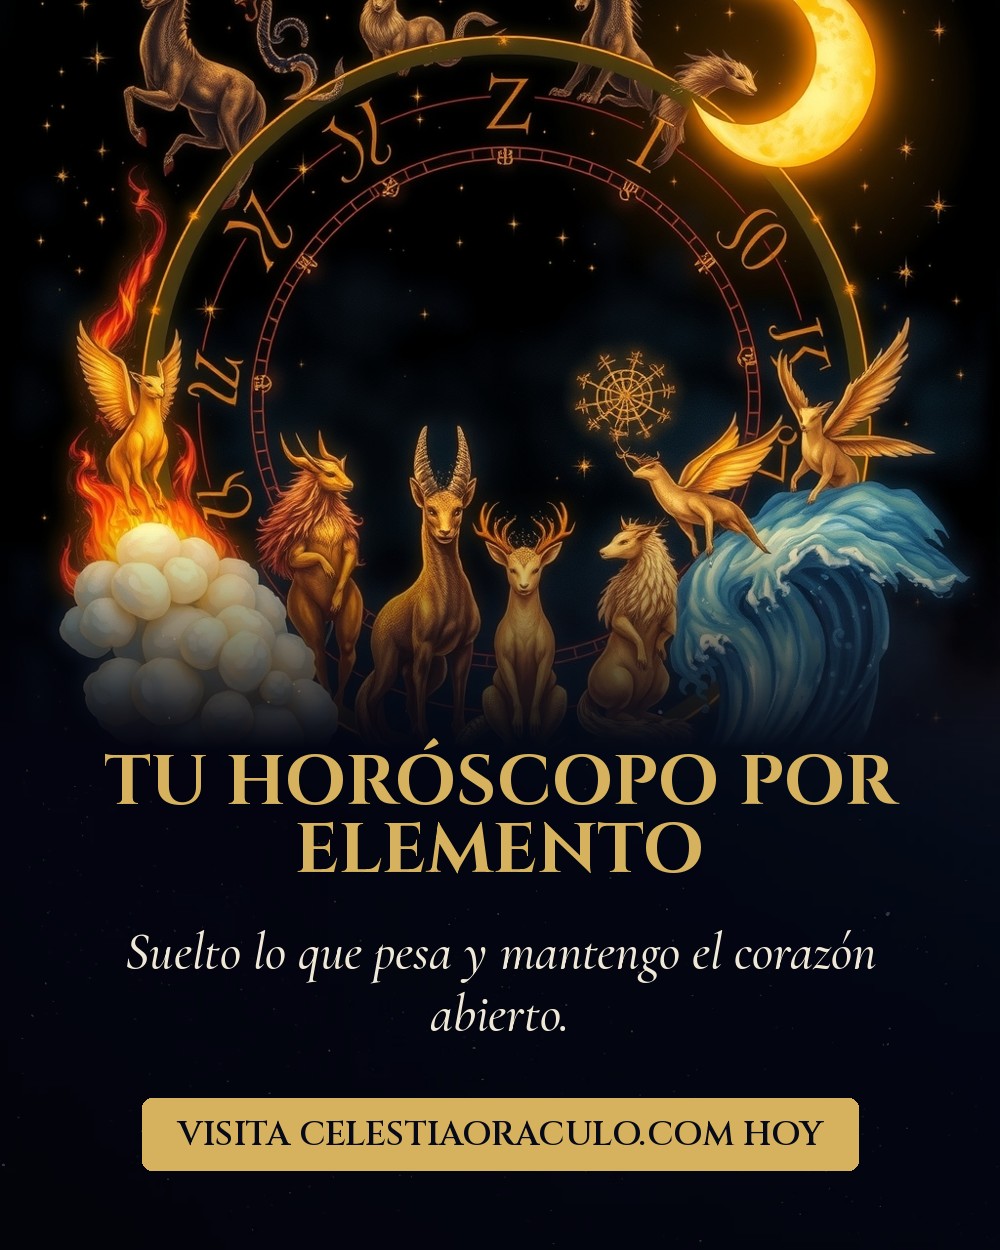 TU HORÓSCOPO POR
ELEMENTO
Suelto lo que pesa y mantengo el corazón
abierto.
VISITA CELESTIAORACULO.COM HOY